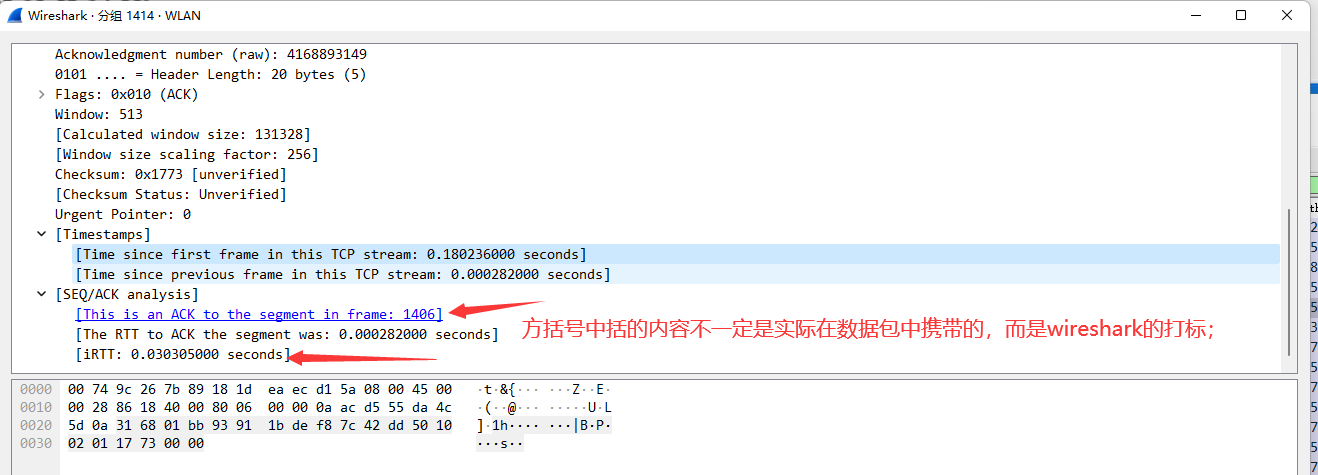 Wireshark · 分组 1414 · WLAN
Acknowledgment number (raw): 4168893149
0101 .... = Header Length: 20 bytes (5)
Flags: 0x010 (ACK)
Window: 513
[Calculated window size: 131328]
[Window size scaling factor: 256]
Checksum: 0x1773 [unverified]
[Checksum Status: Unverified]
Urgent Pointer: 0
[Timestamps]
[Time since first frame in this TCP stream: 0.180236000 seconds]
[Time since previous frame in this TCP stream: 0.000282000 seconds]
[SEQ/ACK analysis]
[This is an ACK to the segment in frame: 1406]
方括号中括的内容不一定是实际在数据包中携带的，而是wireshark的打标；
[The RTT to ACK the segment was: 0.000282000 seconds]
[iRTT: 0.030305000 seconds]
0000 00 74 9c 26 7b 89 18 1d ea ec d1 5a 08 00 45 00 ·t·&{··· ···Z··E·
0010 00 28 86 18 40 00 80 06 00 00 0a ac d5 55 da 4c ·(··@··· ·····U·L
0020 5d 0a 31 68 01 bb 93 91 1b de f8 7c 42 dd 50 10 ]·1h···· ···|B·P·
0030 02 01 17 73 00 00 ···s··